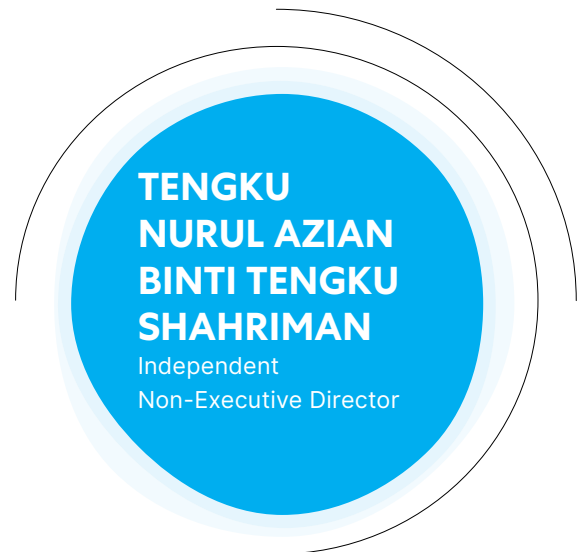 TENGKU
NURUL AZIAN
BINTI TENGKU
SHAHRIMAN
Independent
Non-Executive Director